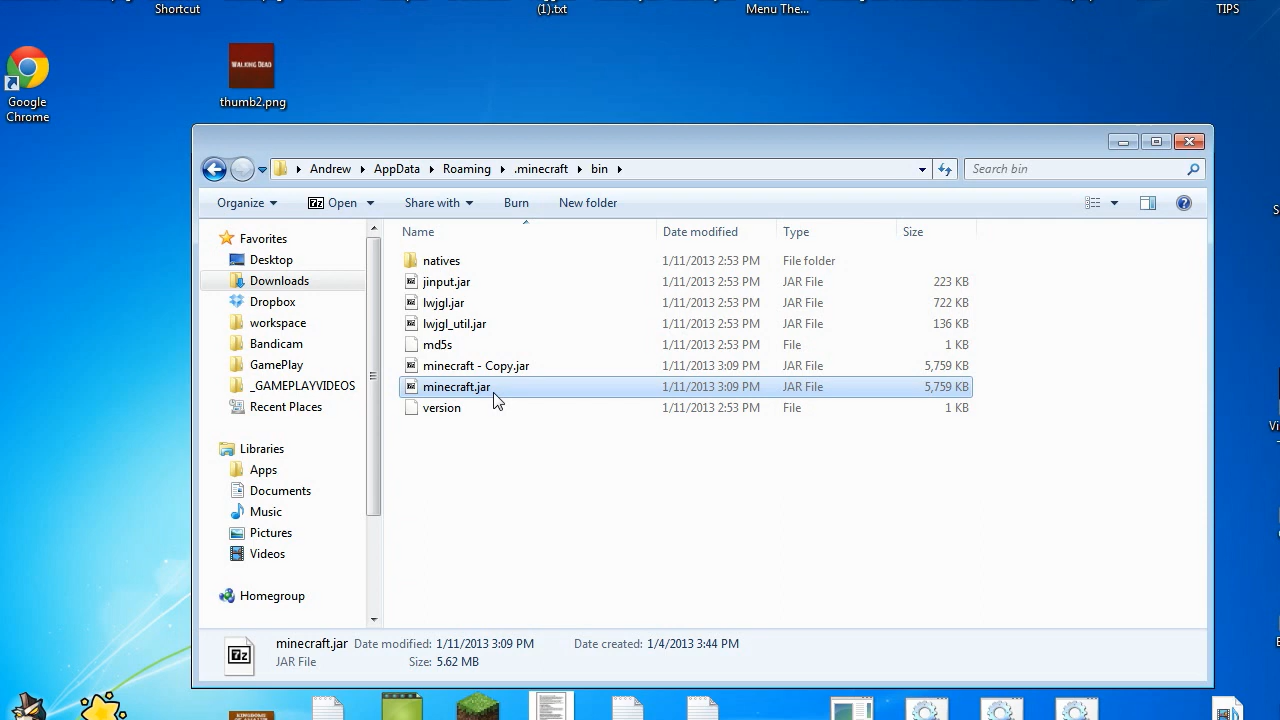 Shortcut
(1).txt
Menu The...
TIPS
WALKING DEAD
Google
Chrome
thumb2.png
Andrew
AppData
Roaming
.minecraft
bin
Search bin
Organize
7z
Open
Share with
Burn
New folder
Name
Date modified
Type
Size
Favorites
Desktop
Downloads
Dropbox
workspace
Bandicam
GamePlay
_GAMEPLAYVIDEOS
Recent Places
Libraries
Apps
Documents
Music
Pictures
Videos
Homegroup
natives 1/11/2013 2:53 PM File folder
jinput.jar 1/11/2013 2:53 PM JAR File 223 KB
lwjgl.jar 1/11/2013 2:53 PM JAR File 722 KB
lwjgl_util.jar 1/11/2013 2:53 PM JAR File 136 KB
md5s 1/11/2013 2:53 PM File 1 KB
minecraft - Copy.jar 1/11/2013 3:09 PM JAR File 5,759 KB
minecraft.jar 1/11/2013 3:09 PM JAR File 5,759 KB
version 1/11/2013 2:53 PM File 1 KB
7z
minecraft.jar Date modified: 1/11/2013 3:09 PM Date created: 1/4/2013 3:44 PM
JAR File Size: 5.62 MB